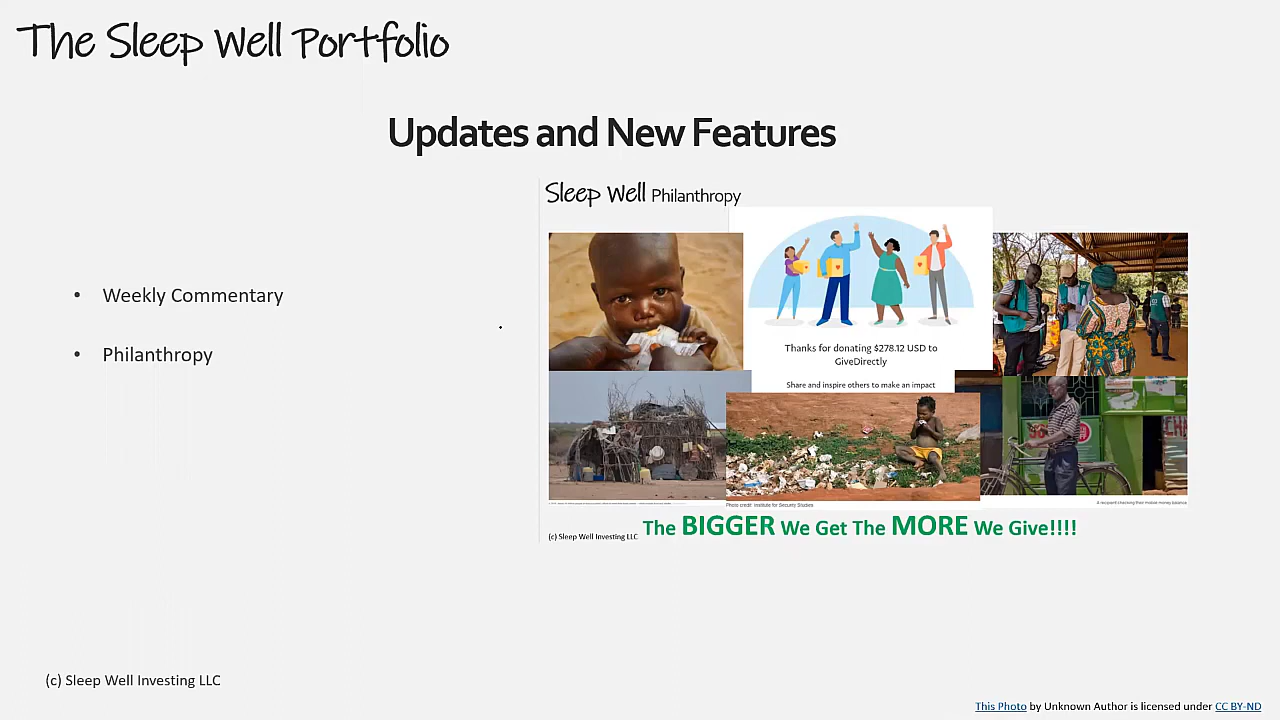 The Sleep Well Portfolio
Updates and New Features
• Weekly Commentary
• Philanthropy
Sleep Well Philanthropy
Thanks for donating $278.12 USD to
GiveDirectly
Share and inspire others to make an impact
Photo credit: Institute for Security Studies
A recipient checking their mobile money balance
The BIGGER We Get The MORE We Give!!!!
(c) Sleep Well Investing LLC
(c) Sleep Well Investing LLC
This Photo by Unknown Author is licensed under CC BY-ND